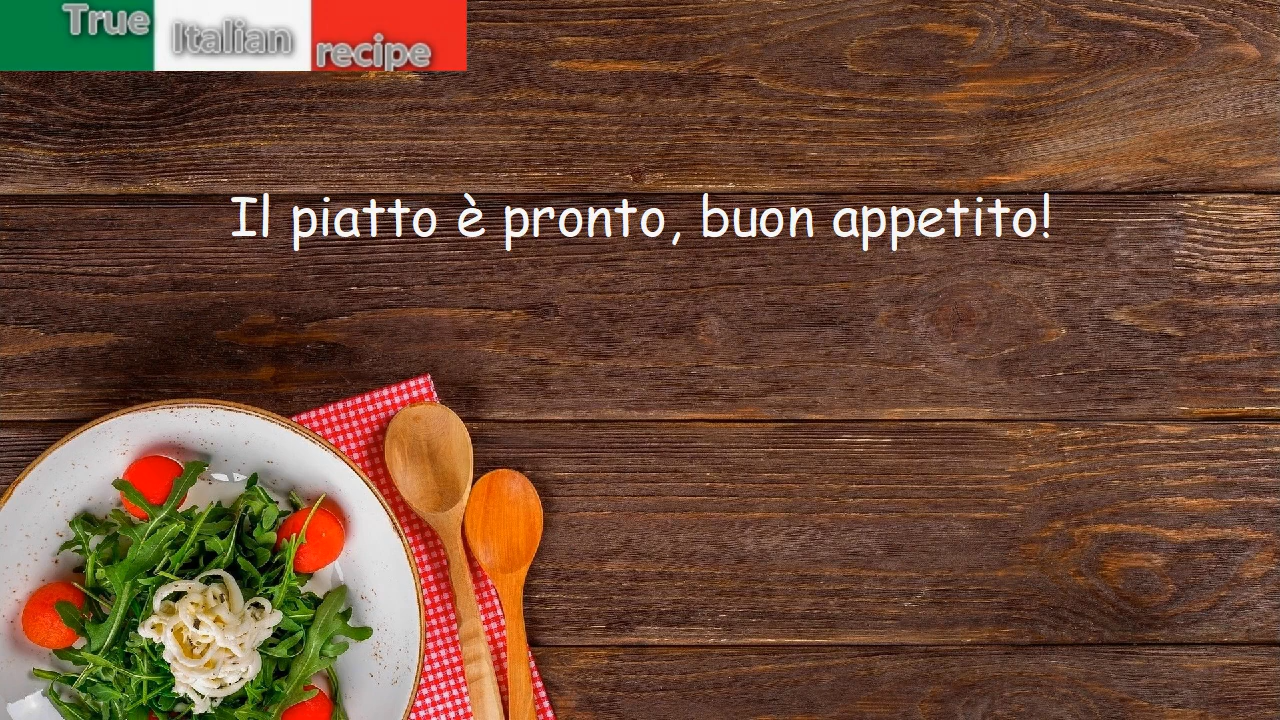 True Italian recipe
Il piatto è pronto, buon appetito!